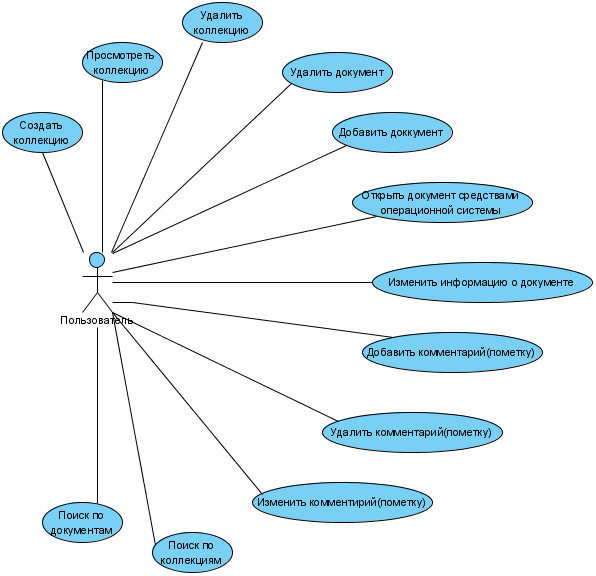 Удалить
коллекцию
Просмотреть
коллекцию
Удалить документ
Создать
коллекцию
Добавить доккумент
Открыть документ средствами
операционной системы
Изменить информацию о документе
Пользователь
Добавить комментарий(пометку)
Удалить комментарий(пометку)
Изменить комментирий(пометку)
Поиск по
документам
Поиск по
коллекциям